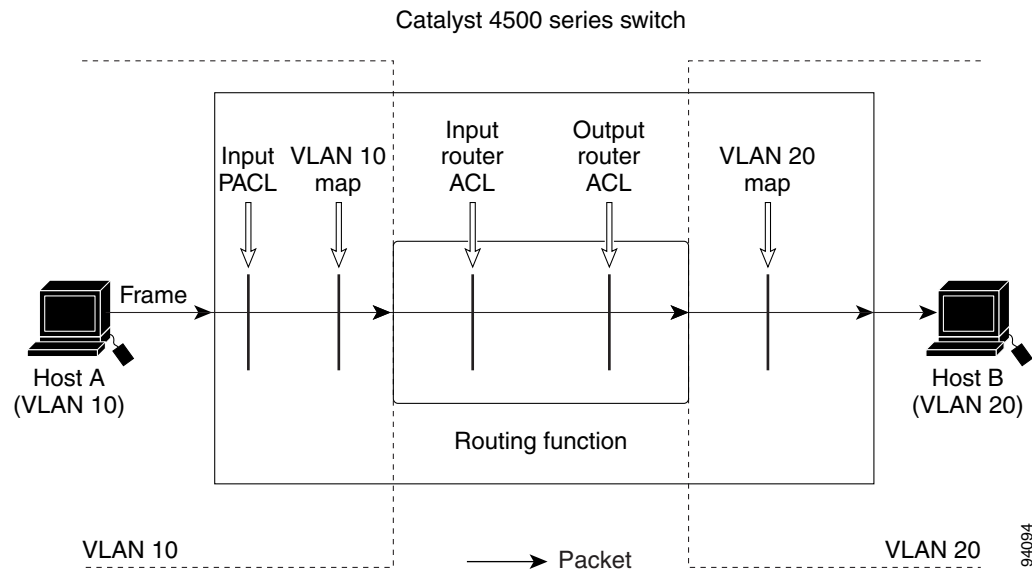 Catalyst 4500 series switch
Input
PACL
VLAN 10
map
Input
router
ACL
Output
router
ACL
VLAN 20
map
Frame
Host A
(VLAN 10)
Host B
(VLAN 20)
Routing function
VLAN 10
Packet
VLAN 20
94094